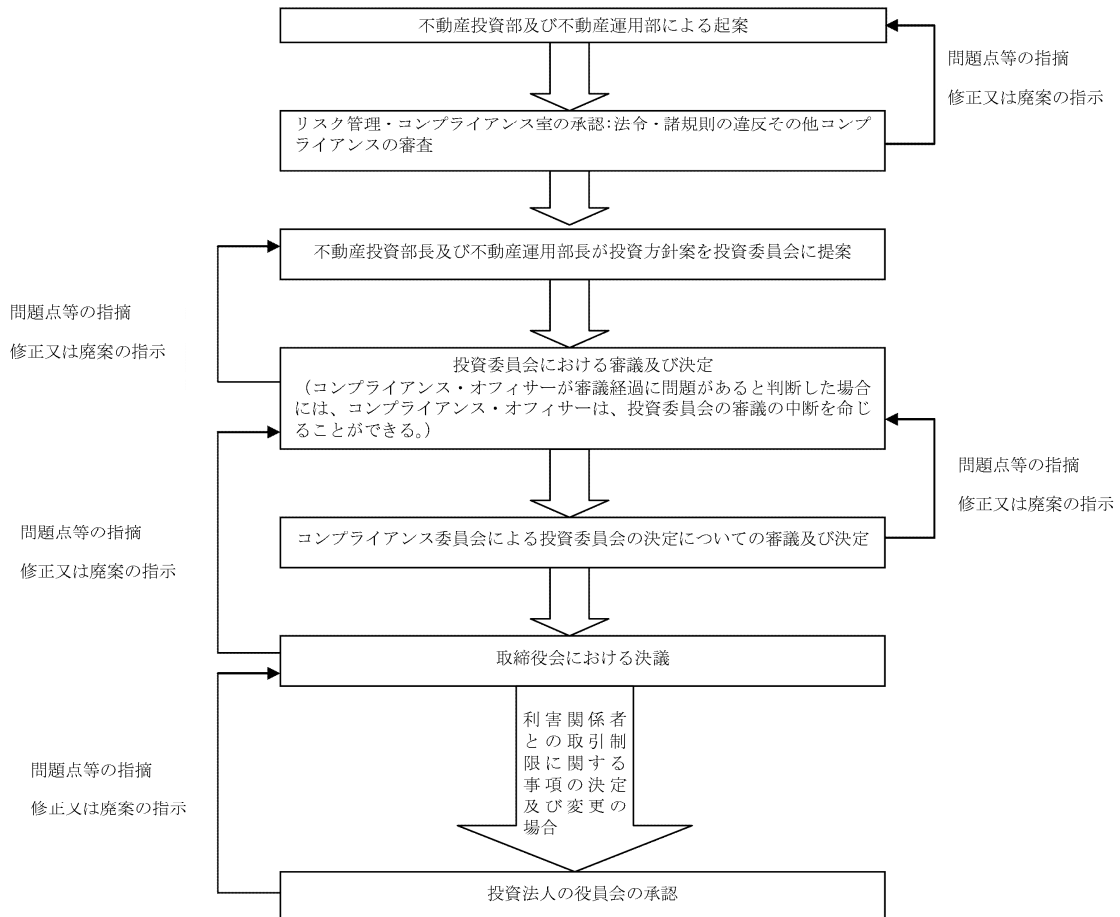 不動産投資部及び不動産運用部による起案
問題点等の指摘
修正又は廃案の指示
リスク管理・コンプライアンス室の承認:法令・諸規則の違反その他コンプ
ライアンスの審査
不動産投資部長及び不動産運用部長が投資方針案を投資委員会に提案
問題点等の指摘
修正又は廃案の指示
投資委員会における審議及び決定
（コンプライアンス・オフィサーが審議経過に問題があると判断した場合
には、コンプライアンス・オフィサーは、投資委員会の審議の中断を命じ
ることができる。）
問題点等の指摘
修正又は廃案の指示
問題点等の指摘
修正又は廃案の指示
コンプライアンス委員会による投資委員会の決定についての審議及び決定
取締役会における決議
利害関係者
との取引制
限に関する
事項の決定
及び変更の
場合
問題点等の指摘
修正又は廃案の指示
投資法人の役員会の承認